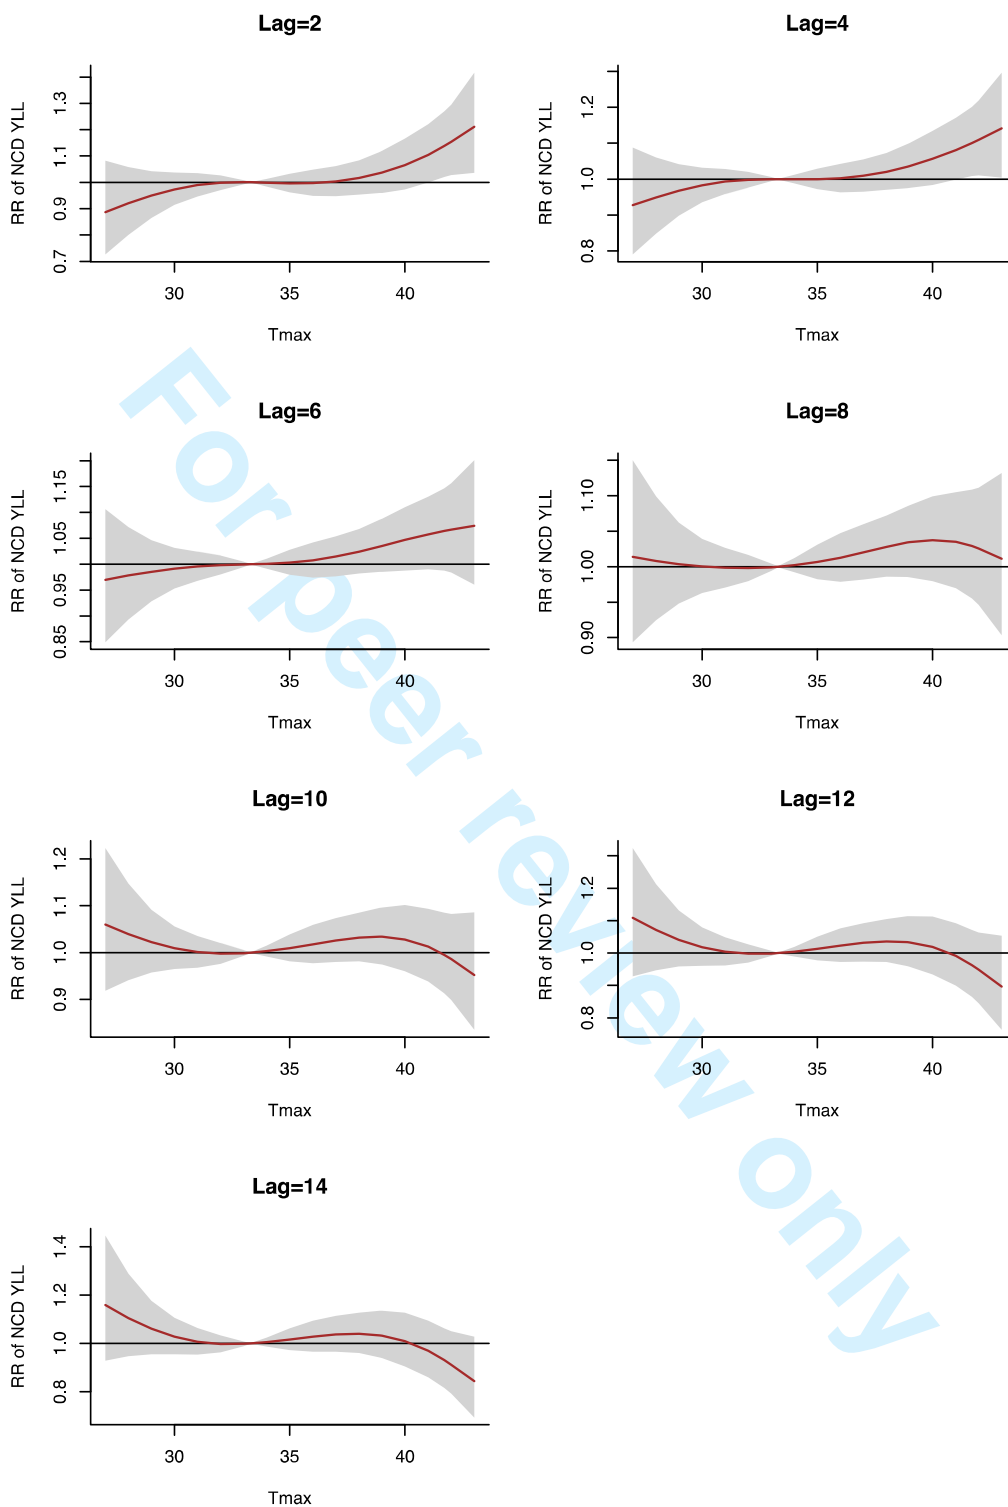 Lag=2
RR of NCD YLL
0.7 0.9 1.1 1.3
30 35 40
Tmax
Lag=4
RR of NCD YLL
0.8 1.0 1.2
30 35 40
Tmax
Lag=6
RR of NCD YLL
0.85 0.95 1.05 1.15
30 35 40
Tmax
Lag=8
RR of NCD YLL
0.90 1.00 1.10
30 35 40
Tmax
Lag=10
RR of NCD YLL
0.9 1.0 1.1 1.2
30 35 40
Tmax
Lag=12
RR of NCD YLL
0.8 1.0 1.2
30 35 40
Tmax
Lag=14
RR of NCD YLL
0.8 1.0 1.2 1.4
30 35 40
Tmax
For peer review only